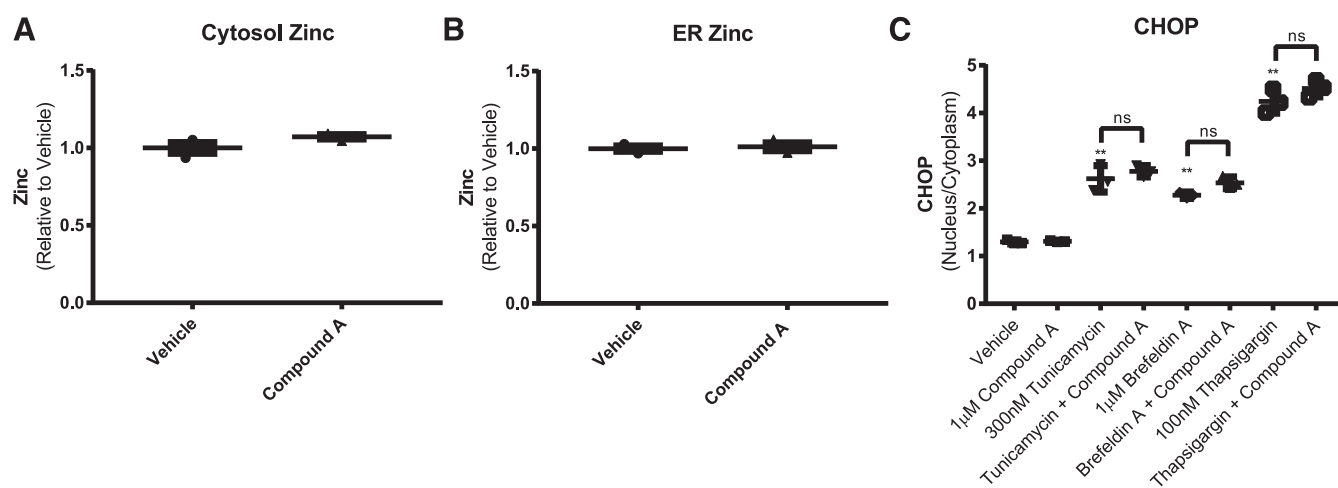 A
Cytosol Zinc
Zinc
(Relative to Vehicle)
1.5
1.0
0.5
0.0
Vehicle
Compound A
B
ER Zinc
Zinc
(Relative to Vehicle)
1.5
1.0
0.5
0.0
Vehicle
Compound A
C
CHOP
CHOP
(Nucleus/Cytoplasm)
5
4
3
2
1
0
**
ns
**
ns
**
ns
Vehicle
1μM Compound A
300nM Tunicamycin
Tunicamycin + Compound A
1μM Brefeldin A
Brefeldin A + Compound A
100nM Thapsigargin
Thapsigargin + Compound A